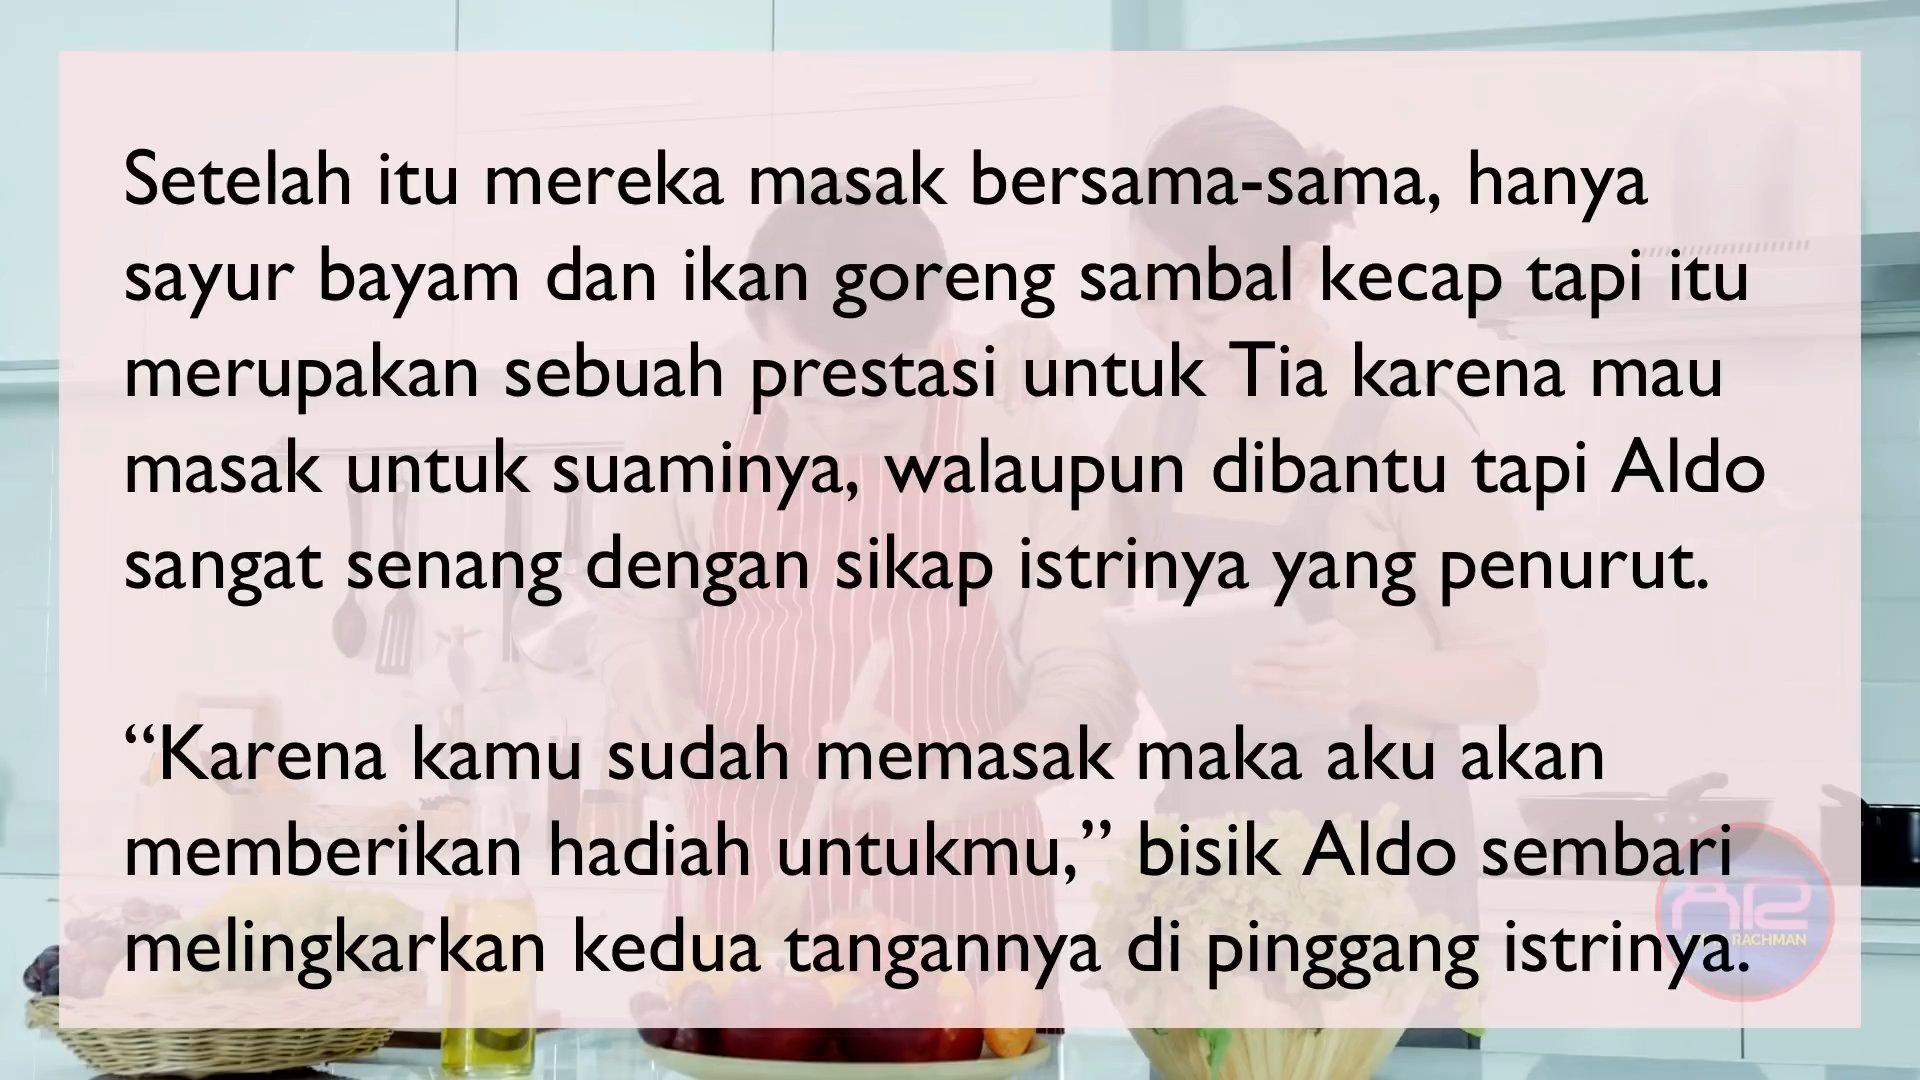 Setelah itu mereka masak bersama-sama, hanya
sayur bayam dan ikan goreng sambal kecap tapi itu
merupakan sebuah prestasi untuk Tia karena mau
masak untuk suaminya, walaupun dibantu tapi Aldo
sangat senang dengan sikap istrinya yang penurut.
“Karena kamu sudah memasak maka aku akan
memberikan hadiah untukmu,” bisik Aldo sembari
melingkarkan kedua tangannya di pinggang istrinya.
AR
RACHMAN